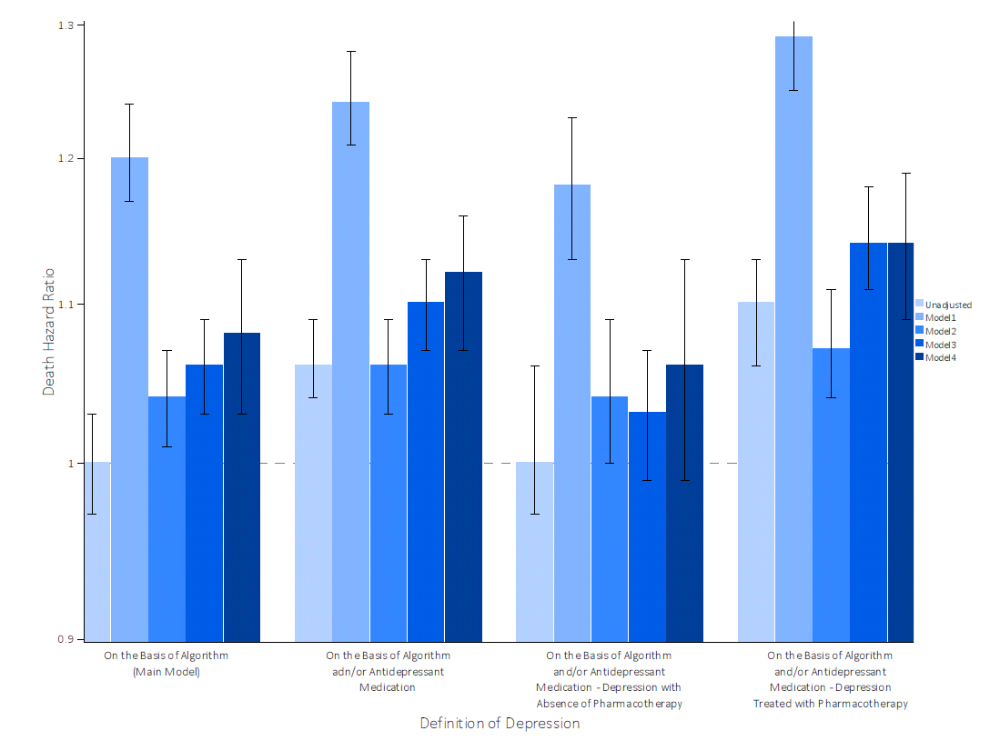 1.3
1.2
1.1
1
0.9
Death Hazard Ratio
On the Basis of Algorithm
(Main Model)
On the Basis of Algorithm
adn/or Antidepressant
Medication
On the Basis of Algorithm
and/or Antidepressant
Medication - Depression with
Absence of Pharmacotherapy
On the Basis of Algorithm
and/or Antidepressant
Medication - Depression
Treated with Pharmacotherapy
Definition of Depression
Unadjusted
Model1
Model2
Model3
Model4